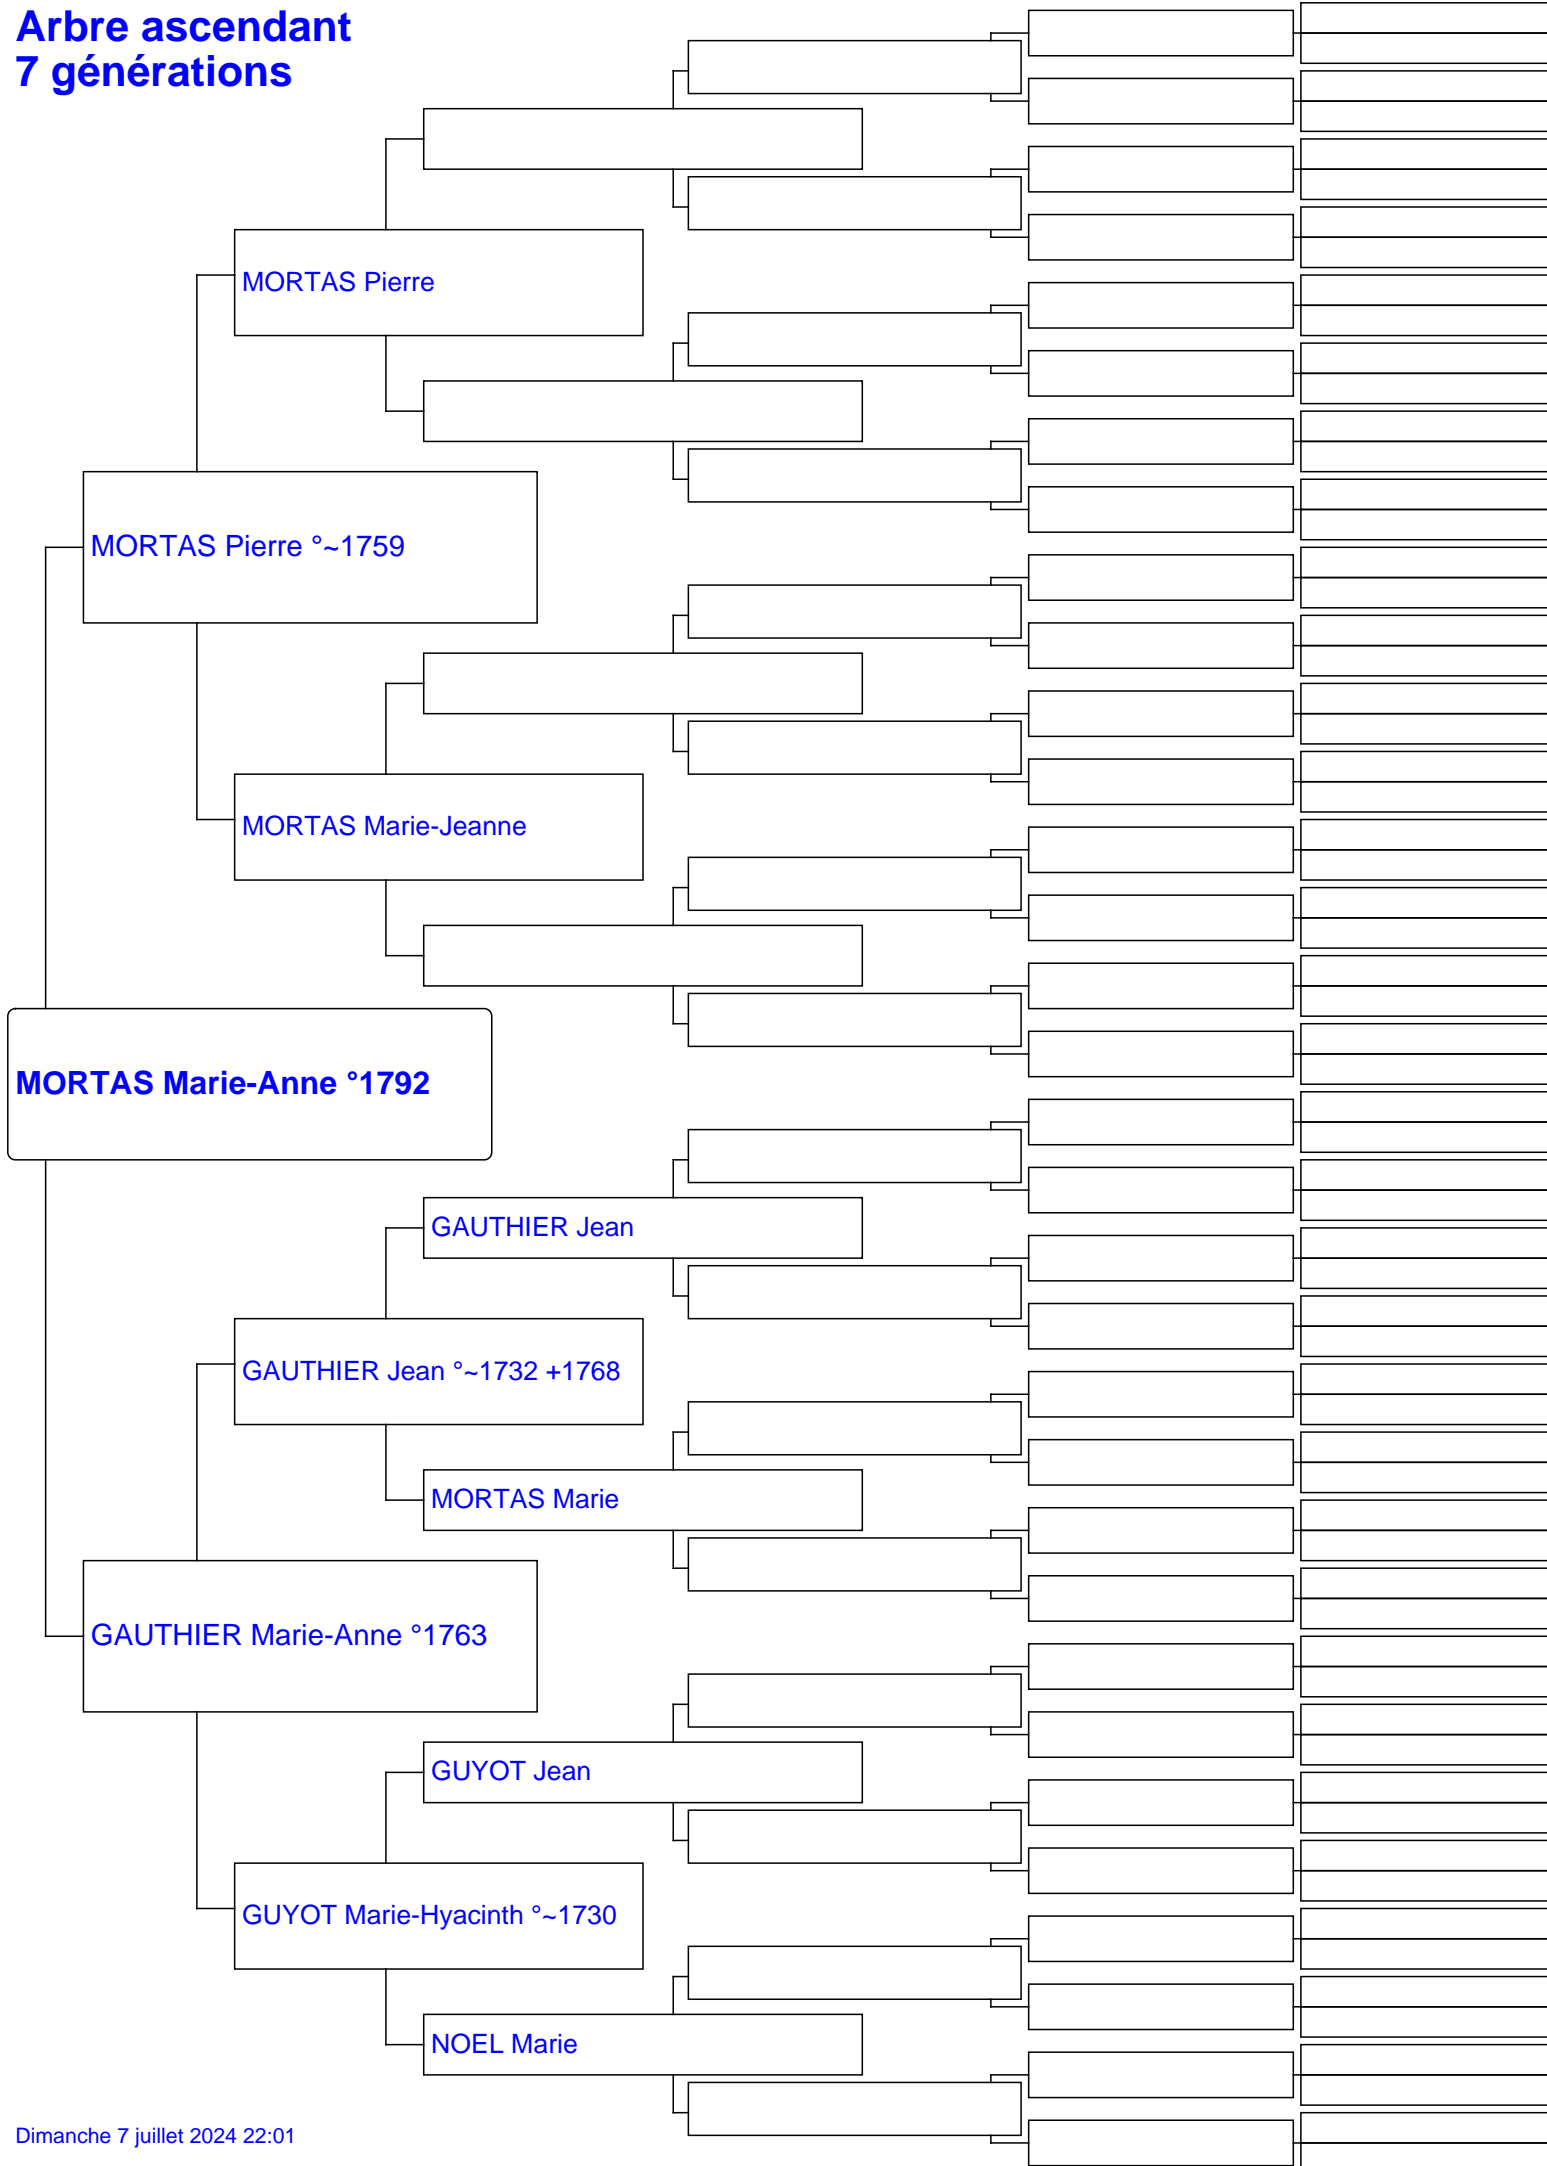 Arbre ascendant
7 générations
MORTAS Pierre
MORTAS Pierre °~1759
MORTAS Marie-Jeanne
MORTAS Marie-Anne °1792
GAUTHIER Jean
GAUTHIER Jean °~1732 +1768
MORTAS Marie
GAUTHIER Marie-Anne °1763
GUYOT Jean
GUYOT Marie-Hyacinth °~1730
NOEL Marie
Dimanche 7 juillet 2024 22:01